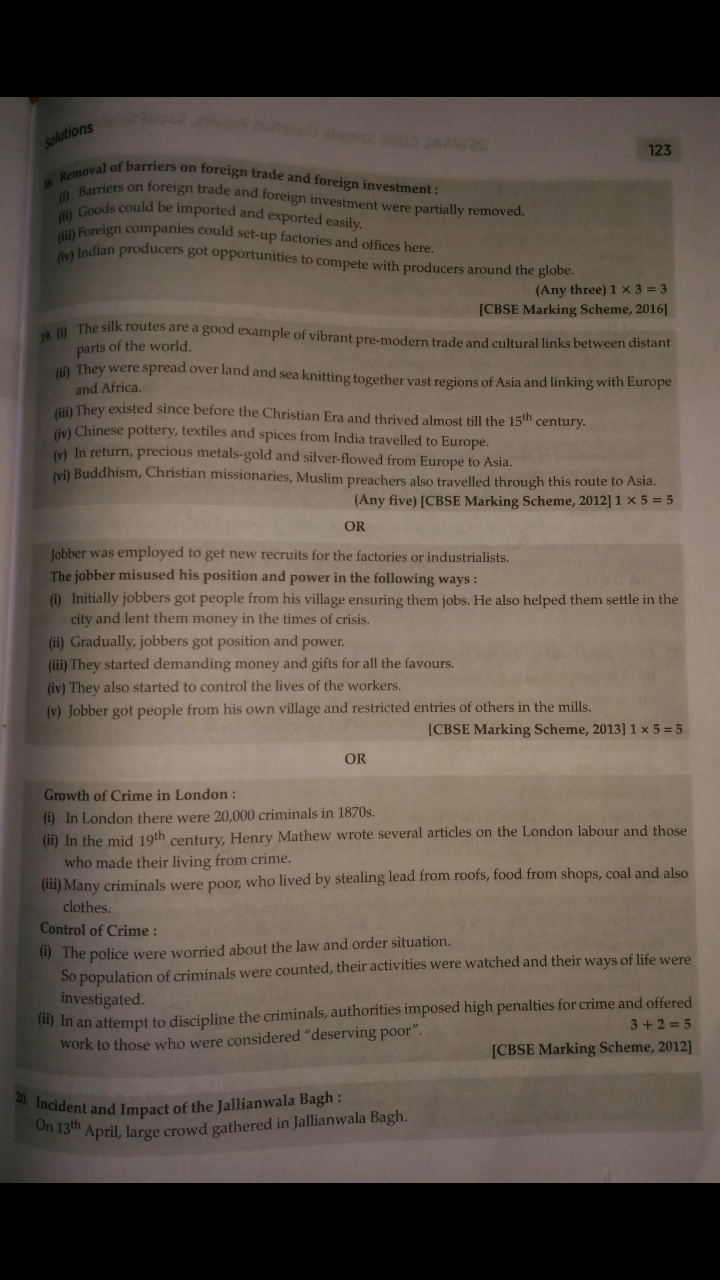 Solutions
123
18. Removal of barriers on foreign trade and foreign investment :
(i) Barriers on foreign trade and foreign investment were partially removed.
(ii) Goods could be imported and exported easily.
(iii) Foreign companies could set-up factories and offices here.
(iv) Indian producers got opportunities to compete with producers around the globe.
(Any three) 1 × 3 = 3
[CBSE Marking Scheme, 2016]
19. (i) The silk routes are a good example of vibrant pre-modern trade and cultural links between distant
parts of the world.
(ii) They were spread over land and sea knitting together vast regions of Asia and linking with Europe
and Africa.
(iii) They existed since before the Christian Era and thrived almost till the 15th century.
(iv) Chinese pottery, textiles and spices from India travelled to Europe.
(v) In return, precious metals-gold and silver-flowed from Europe to Asia.
(vi) Buddhism, Christian missionaries, Muslim preachers also travelled through this route to Asia.
(Any five) [CBSE Marking Scheme, 2012] 1 × 5 = 5
OR
Jobber was employed to get new recruits for the factories or industrialists.
The jobber misused his position and power in the following ways :
(i) Initially jobbers got people from his village ensuring them jobs. He also helped them settle in the
city and lent them money in the times of crisis.
(ii) Gradually, jobbers got position and power.
(iii) They started demanding money and gifts for all the favours.
(iv) They also started to control the lives of the workers.
(v) Jobber got people from his own village and restricted entries of others in the mills.
[CBSE Marking Scheme, 2013] 1 × 5 = 5
OR
Growth of Crime in London :
(i) In London there were 20,000 criminals in 1870s.
(ii) In the mid 19th century, Henry Mathew wrote several articles on the London labour and those
who made their living from crime.
(iii) Many criminals were poor, who lived by stealing lead from roofs, food from shops, coal and also
clothes.
Control of Crime :
(i) The police were worried about the law and order situation.
So population of criminals were counted, their activities were watched and their ways of life were
investigated.
(ii) In an attempt to discipline the criminals, authorities imposed high penalties for crime and offered
work to those who were considered "deserving poor".
3 + 2 = 5
[CBSE Marking Scheme, 2012]
20. Incident and Impact of the Jallianwala Bagh :
On 13th April, large crowd gathered in Jallianwala Bagh.